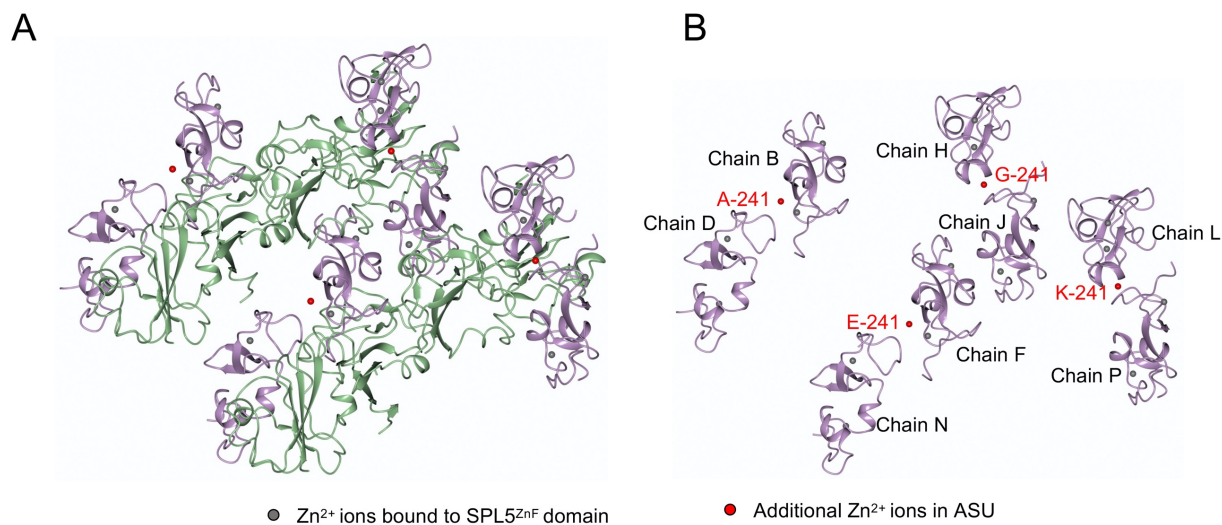 A
B
Chain B
Chain H
G-241
A-241
Chain D
Chain J
Chain L
K-241
E-241
Chain F
Chain P
Chain N
Zn²⁺ ions bound to SPL5ᶻⁿᶠ domain
Additional Zn²⁺ ions in ASU